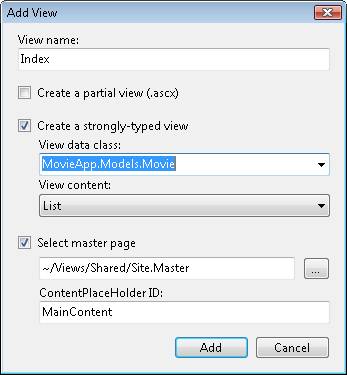 Add View
View name:
Index
Create a partial view (.ascx)
Create a strongly-typed view
View data class:
MovieApp.Models.Movie
View content:
List
Select master page
~/Views/Shared/Site.Master
...
ContentPlaceHolder ID:
MainContent
Add Cancel